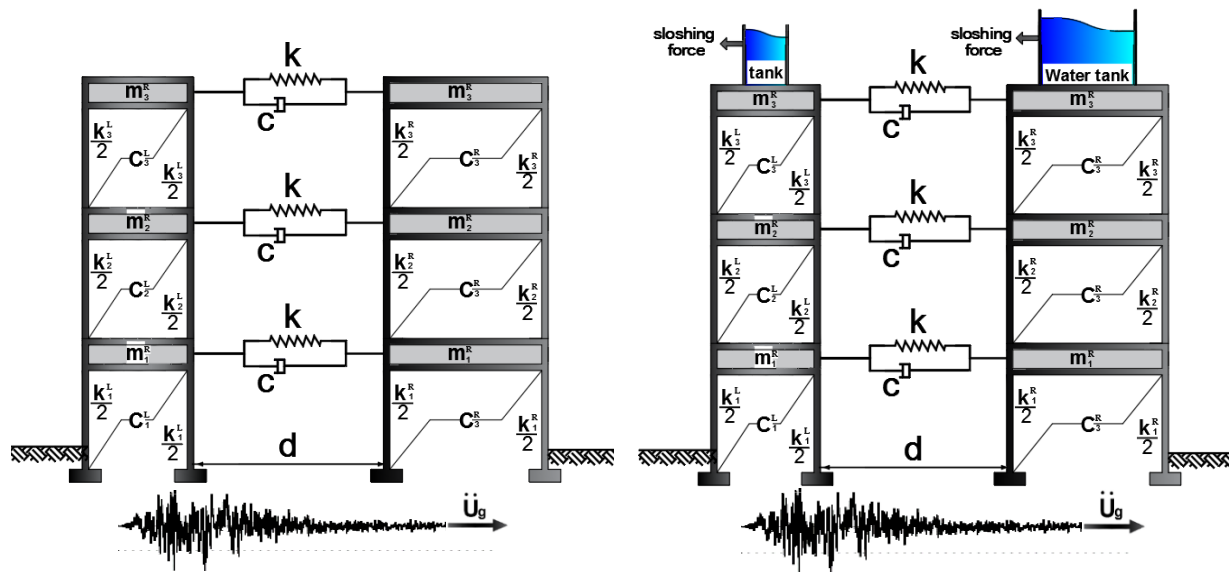 k
m₃ᴿ
m₃ᴿ
C
k₃ᴸ/2
C₃ᴸ
k₃ᴸ/2
k₃ᴿ/2
C₃ᴿ
k₃ᴿ/2
k
m₂ᴿ
m₂ᴿ
C
k₂ᴸ/2
C₂ᴸ
k₂ᴸ/2
k₂ᴿ/2
C₃ᴿ
k₂ᴿ/2
k
m₁ᴿ
m₁ᴿ
C
k₁ᴸ/2
C₁ᴸ
k₁ᴸ/2
k₁ᴿ/2
C₃ᴿ
k₁ᴿ/2
d
Üg
sloshing
force
tank
sloshing
force
Water tank
k
m₃ᴿ
m₃ᴿ
C
k₃ᴸ/2
C₃ᴸ
k₃ᴸ/2
k₃ᴿ/2
C₃ᴿ
k₃ᴿ/2
k
m₂ᴿ
m₂ᴿ
C
k₂ᴸ/2
C₂ᴸ
k₂ᴸ/2
k₂ᴿ/2
C₃ᴿ
k₂ᴿ/2
k
m₁ᴿ
m₁ᴿ
C
k₁ᴸ/2
C₁ᴸ
k₁ᴸ/2
k₁ᴿ/2
C₃ᴿ
k₁ᴿ/2
d
Üg